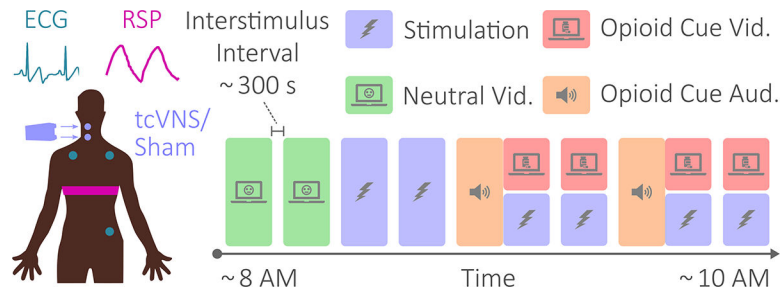 ECG
RSP
tcVNS/
Sham
Interstimulus
Interval
~300 s
Stimulation
Opioid Cue Vid.
Neutral Vid.
Opioid Cue Aud.
~8 AM
Time
~10 AM